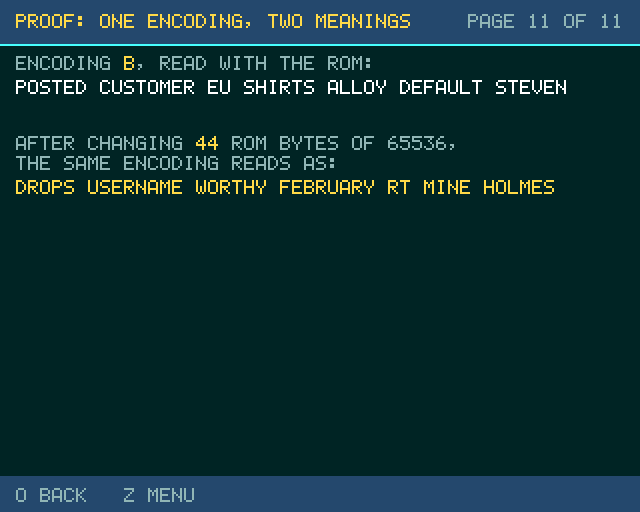 PROOF: ONE ENCODING, TWO MEANINGS PAGE 11 OF 11
ENCODING B, READ WITH THE ROM:
POSTED CUSTOMER EU SHIRTS ALLOY DEFAULT STEVEN
AFTER CHANGING 44 ROM BYTES OF 65536,
THE SAME ENCODING READS AS:
DROPS USERNAME WORTHY FEBRUARY RT MINE HOLMES
O BACK Z MENU